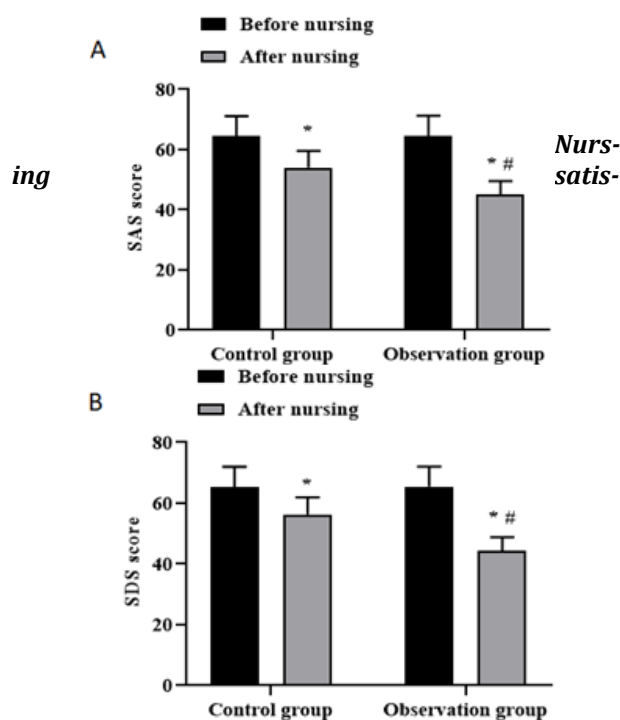 Before nursing
A
After nursing
80
*
Nurs-
60
* #
ing
satis-
40
SAS score
20
0
Control group
Observation group
Before nursing
B
After nursing
80
*
60
* #
40
SDS score
20
0
Control group
Observation group